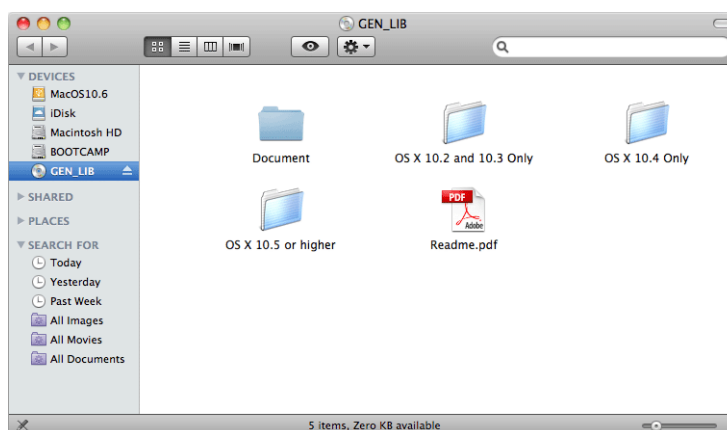 GEN_LIB
DEVICES
MacOS10.6
iDisk
Macintosh HD
BOOTCAMP
GEN_LIB
SHARED
PLACES
SEARCH FOR
Today
Yesterday
Past Week
All Images
All Movies
All Documents
Document
OS X 10.2 and 10.3 Only
OS X 10.4 Only
OS X 10.5 or higher
PDF
Adobe
Readme.pdf
5 items, Zero KB available